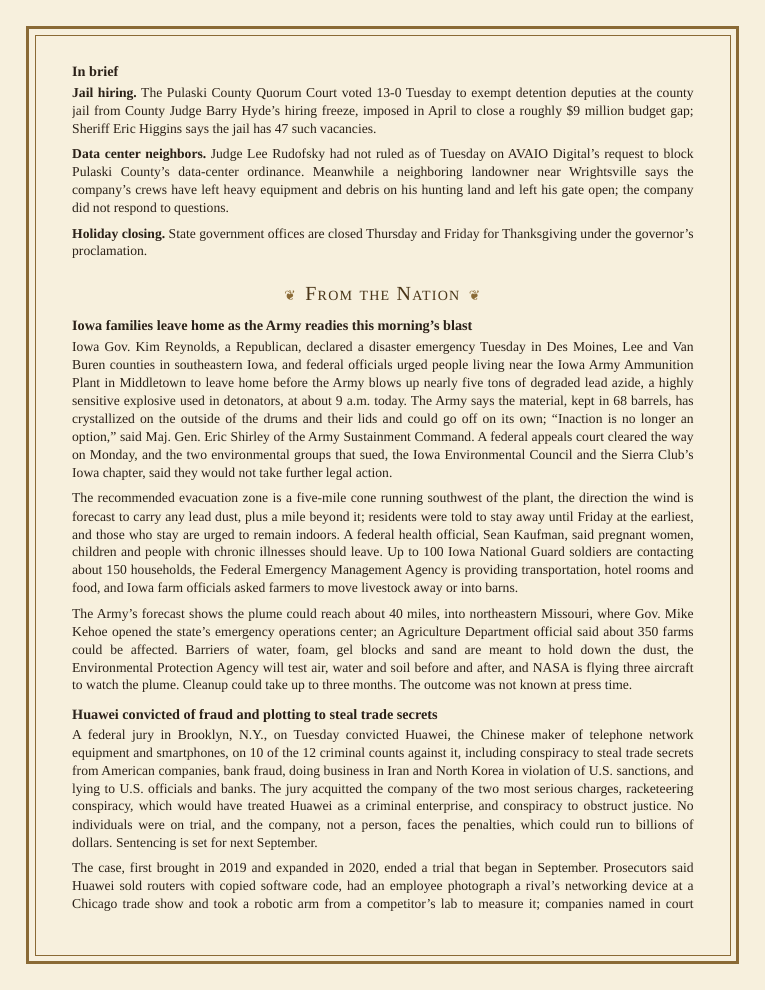 In brief
Jail hiring. The Pulaski County Quorum Court voted 13-0 Tuesday to exempt detention deputies at the county
jail from County Judge Barry Hyde’s hiring freeze, imposed in April to close a roughly $9 million budget gap;
Sheriff Eric Higgins says the jail has 47 such vacancies.
Data center neighbors. Judge Lee Rudofsky had not ruled as of Tuesday on AVAIO Digital’s request to block
Pulaski County’s data-center ordinance. Meanwhile a neighboring landowner near Wrightsville says the
company’s crews have left heavy equipment and debris on his hunting land and left his gate open; the company
did not respond to questions.
Holiday closing. State government offices are closed Thursday and Friday for Thanksgiving under the governor’s
proclamation.
❦ From the Nation ❦
Iowa families leave home as the Army readies this morning’s blast
Iowa Gov. Kim Reynolds, a Republican, declared a disaster emergency Tuesday in Des Moines, Lee and Van
Buren counties in southeastern Iowa, and federal officials urged people living near the Iowa Army Ammunition
Plant in Middletown to leave home before the Army blows up nearly five tons of degraded lead azide, a highly
sensitive explosive used in detonators, at about 9 a.m. today. The Army says the material, kept in 68 barrels, has
crystallized on the outside of the drums and their lids and could go off on its own; “Inaction is no longer an
option,” said Maj. Gen. Eric Shirley of the Army Sustainment Command. A federal appeals court cleared the way
on Monday, and the two environmental groups that sued, the Iowa Environmental Council and the Sierra Club’s
Iowa chapter, said they would not take further legal action.
The recommended evacuation zone is a five-mile cone running southwest of the plant, the direction the wind is
forecast to carry any lead dust, plus a mile beyond it; residents were told to stay away until Friday at the earliest,
and those who stay are urged to remain indoors. A federal health official, Sean Kaufman, said pregnant women,
children and people with chronic illnesses should leave. Up to 100 Iowa National Guard soldiers are contacting
about 150 households, the Federal Emergency Management Agency is providing transportation, hotel rooms and
food, and Iowa farm officials asked farmers to move livestock away or into barns.
The Army’s forecast shows the plume could reach about 40 miles, into northeastern Missouri, where Gov. Mike
Kehoe opened the state’s emergency operations center; an Agriculture Department official said about 350 farms
could be affected. Barriers of water, foam, gel blocks and sand are meant to hold down the dust, the
Environmental Protection Agency will test air, water and soil before and after, and NASA is flying three aircraft
to watch the plume. Cleanup could take up to three months. The outcome was not known at press time.
Huawei convicted of fraud and plotting to steal trade secrets
A federal jury in Brooklyn, N.Y., on Tuesday convicted Huawei, the Chinese maker of telephone network
equipment and smartphones, on 10 of the 12 criminal counts against it, including conspiracy to steal trade secrets
from American companies, bank fraud, doing business in Iran and North Korea in violation of U.S. sanctions, and
lying to U.S. officials and banks. The jury acquitted the company of the two most serious charges, racketeering
conspiracy, which would have treated Huawei as a criminal enterprise, and conspiracy to obstruct justice. No
individuals were on trial, and the company, not a person, faces the penalties, which could run to billions of
dollars. Sentencing is set for next September.
The case, first brought in 2019 and expanded in 2020, ended a trial that began in September. Prosecutors said
Huawei sold routers with copied software code, had an employee photograph a rival’s networking device at a
Chicago trade show and took a robotic arm from a competitor’s lab to measure it; companies named in court